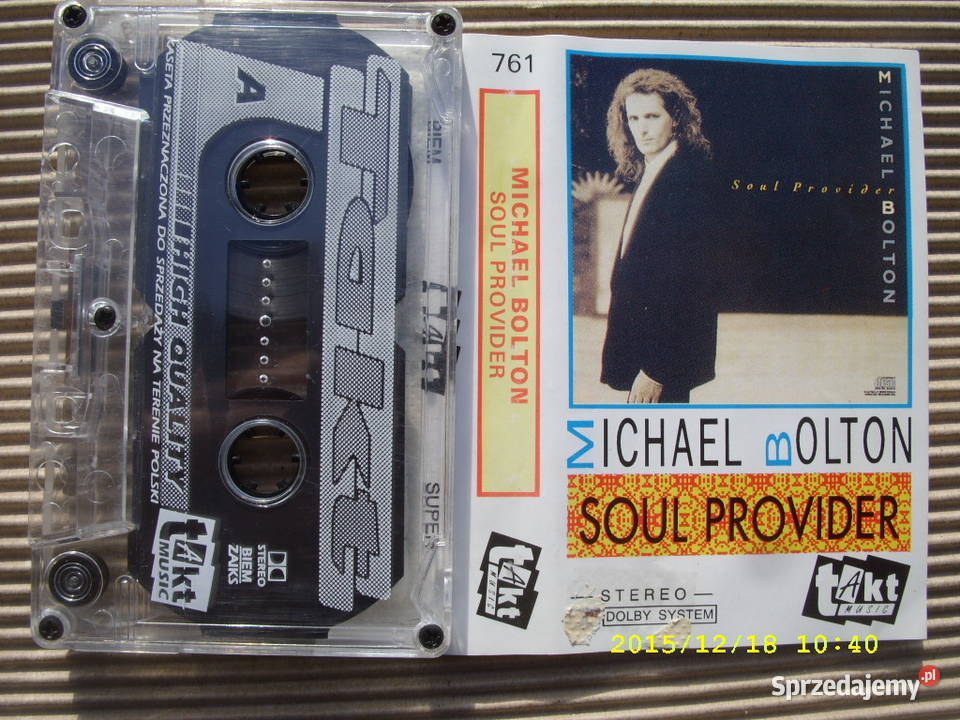 A
Takt
HIGH QUALITY
KASETA PRZEZNACZONA DO SPRZEDAŻY NA TERENIE POLSKI
takt
MUSIC
STEREO
BIEM
ZAIKS
BIEM
SUPER
761
MICHAEL BOLTON
SOUL PROVIDER
takt
MUSIC
MICHAEL BOLTON
Soul Provider
MICHAEL BOLTON
SOUL PROVIDER
STEREO
DOLBY SYSTEM
takt
MUSIC
2015/12/18 10:40
Sprzedajemy.pl